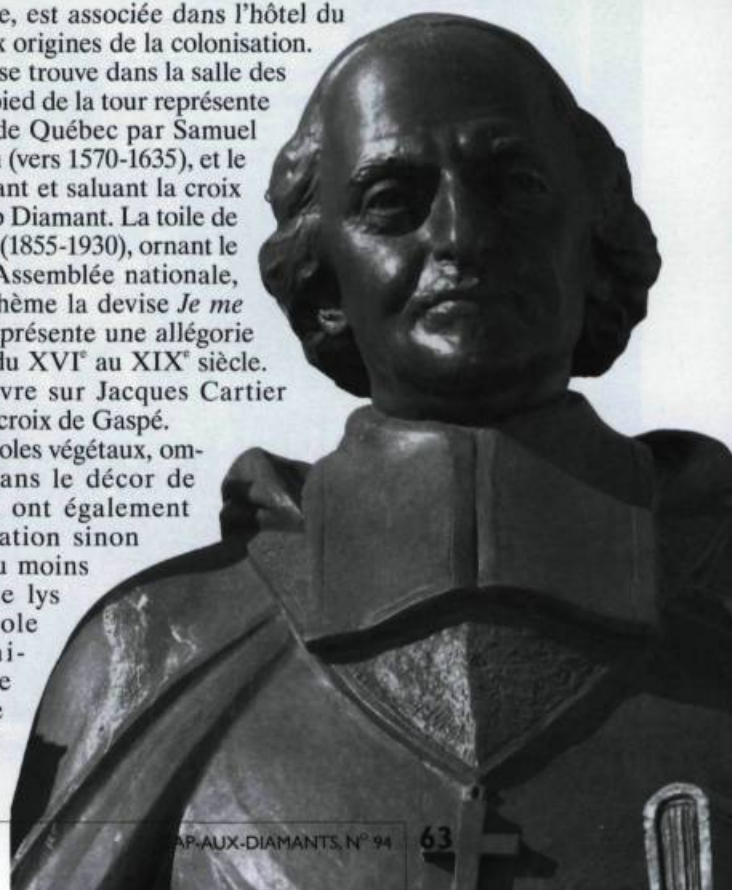 e, est associée dans l'hôtel du
x origines de la colonisation.
se trouve dans la salle des
pied de la tour représente
de Québec par Samuel
(vers 1570-1635), et le
ant et saluant la croix
Diamant. La toile de
(1855-1930), ornant le
Assemblée nationale,
hème la devise Je me
présente une allégorie
du XVIe au XIXe siècle.
vre sur Jacques Cartier
croix de Gaspé.
oles végétaux, om-
ans le décor de
ont également
ation sinon
u moins
e lys
ole
ai-
e
e
AP-AUX-DIAMANTS, N° 94 63